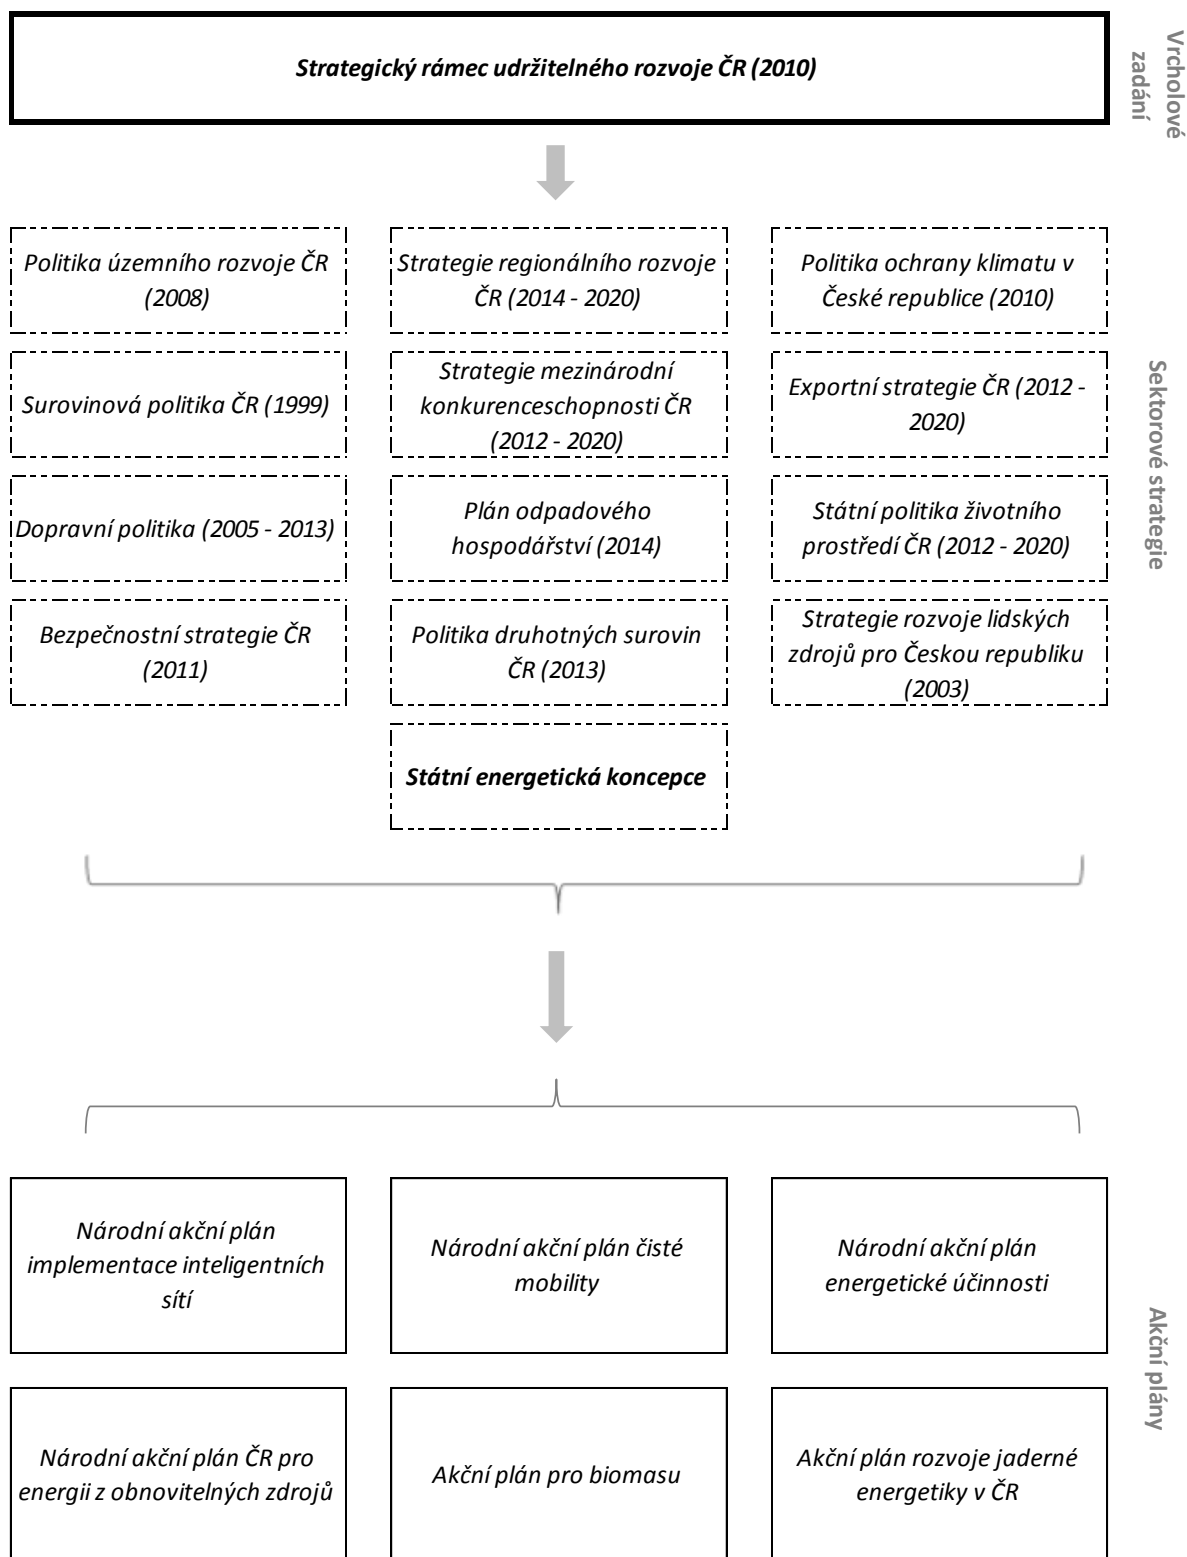 Strategický rámec udržitelného rozvoje ČR (2010)
Vrcholové
zadání
Politika územního rozvoje ČR
(2008)
Strategie regionálního rozvoje
ČR (2014 - 2020)
Politika ochrany klimatu v
České republice (2010)
Surovinová politika ČR (1999)
Strategie mezinárodní
konkurenceschopnosti ČR
(2012 - 2020)
Exportní strategie ČR (2012 -
2020)
Sektorové strategie
Dopravní politika (2005 - 2013)
Plán odpadového
hospodářství (2014)
Státní politika životního
prostředí ČR (2012 - 2020)
Bezpečnostní strategie ČR
(2011)
Politika druhotných surovin
ČR (2013)
Strategie rozvoje lidských
zdrojů pro Českou republiku
(2003)
Státní energetická koncepce
Národní akční plán
implementace inteligentních
sítí
Národní akční plán čisté
mobility
Národní akční plán
energetické účinnosti
Akční plány
Národní akční plán ČR pro
energii z obnovitelných zdrojů
Akční plán pro biomasu
Akční plán rozvoje jaderné
energetiky v ČR